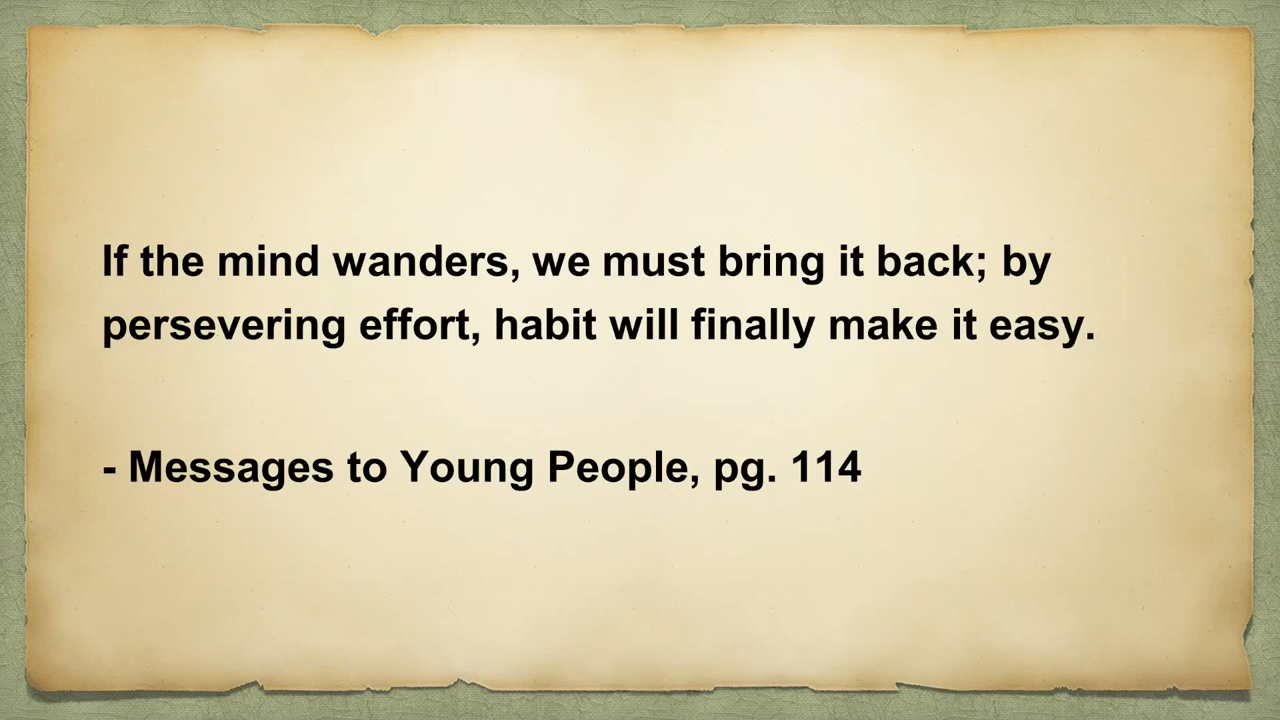 If the mind wanders, we must bring it back; by
persevering effort, habit will finally make it easy.
- Messages to Young People, pg. 114